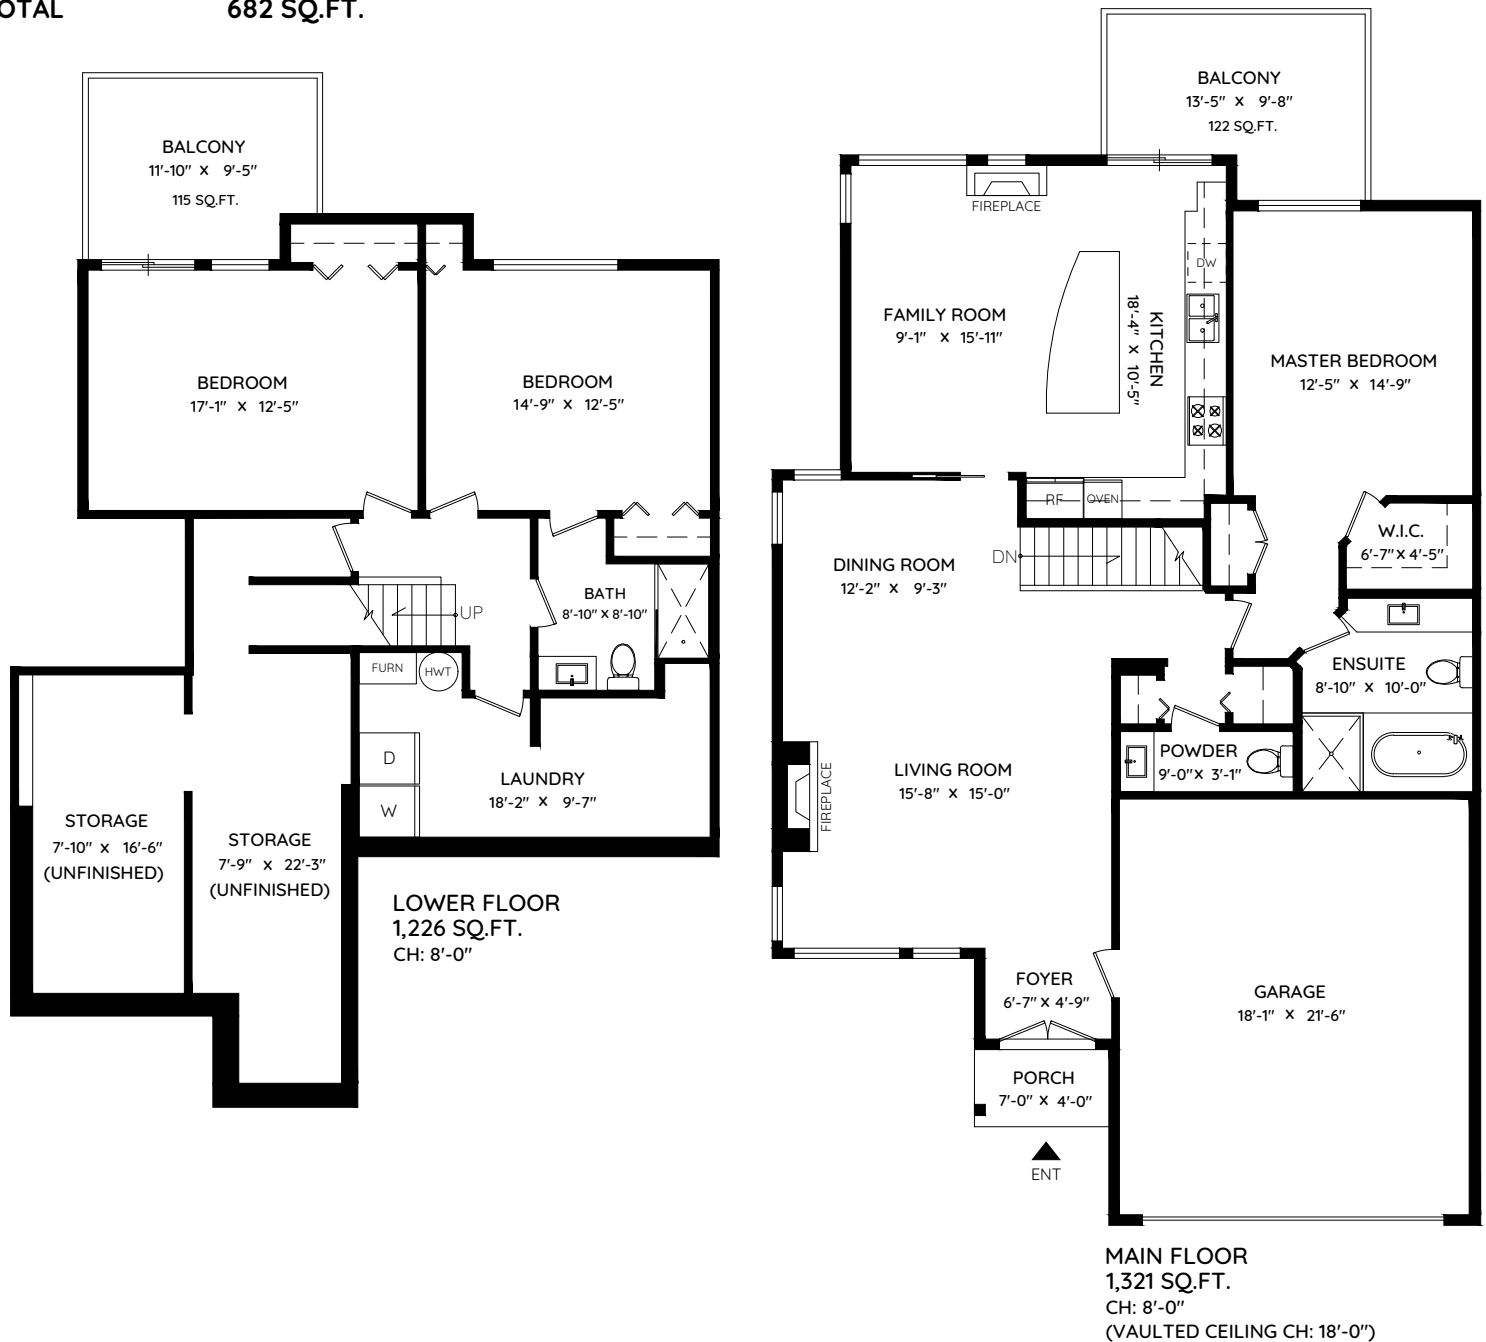 OTAL 682 SQ.FT.
BALCONY
11'-10" X 9'-5"
115 SQ.FT.
BEDROOM
17'-1" X 12'-5"
BEDROOM
14'-9" X 12'-5"
UP
BATH
8'-10" X 8'-10"
FURN
HWT
D
W
LAUNDRY
18'-2" X 9'-7"
STORAGE
7'-10" X 16'-6"
(UNFINISHED)
STORAGE
7'-9" X 22'-3"
(UNFINISHED)
LOWER FLOOR
1,226 SQ.FT.
CH: 8'-0"
BALCONY
13'-5" X 9'-8"
122 SQ.FT.
FIREPLACE
DW
FAMILY ROOM
9'-1" X 15'-11"
KITCHEN
18'-4" X 10'-5"
MASTER BEDROOM
12'-5" X 14'-9"
RF
OVEN
W.I.C.
6'-7" X 4'-5"
DN
DINING ROOM
12'-2" X 9'-3"
ENSUITE
8'-10" X 10'-0"
POWDER
9'-0" X 3'-1"
LIVING ROOM
15'-8" X 15'-0"
FIREPLACE
FOYER
6'-7" X 4'-9"
GARAGE
18'-1" X 21'-6"
PORCH
7'-0" X 4'-0"
ENT
MAIN FLOOR
1,321 SQ.FT.
CH: 8'-0"
(VAULTED CEILING CH: 18'-0")